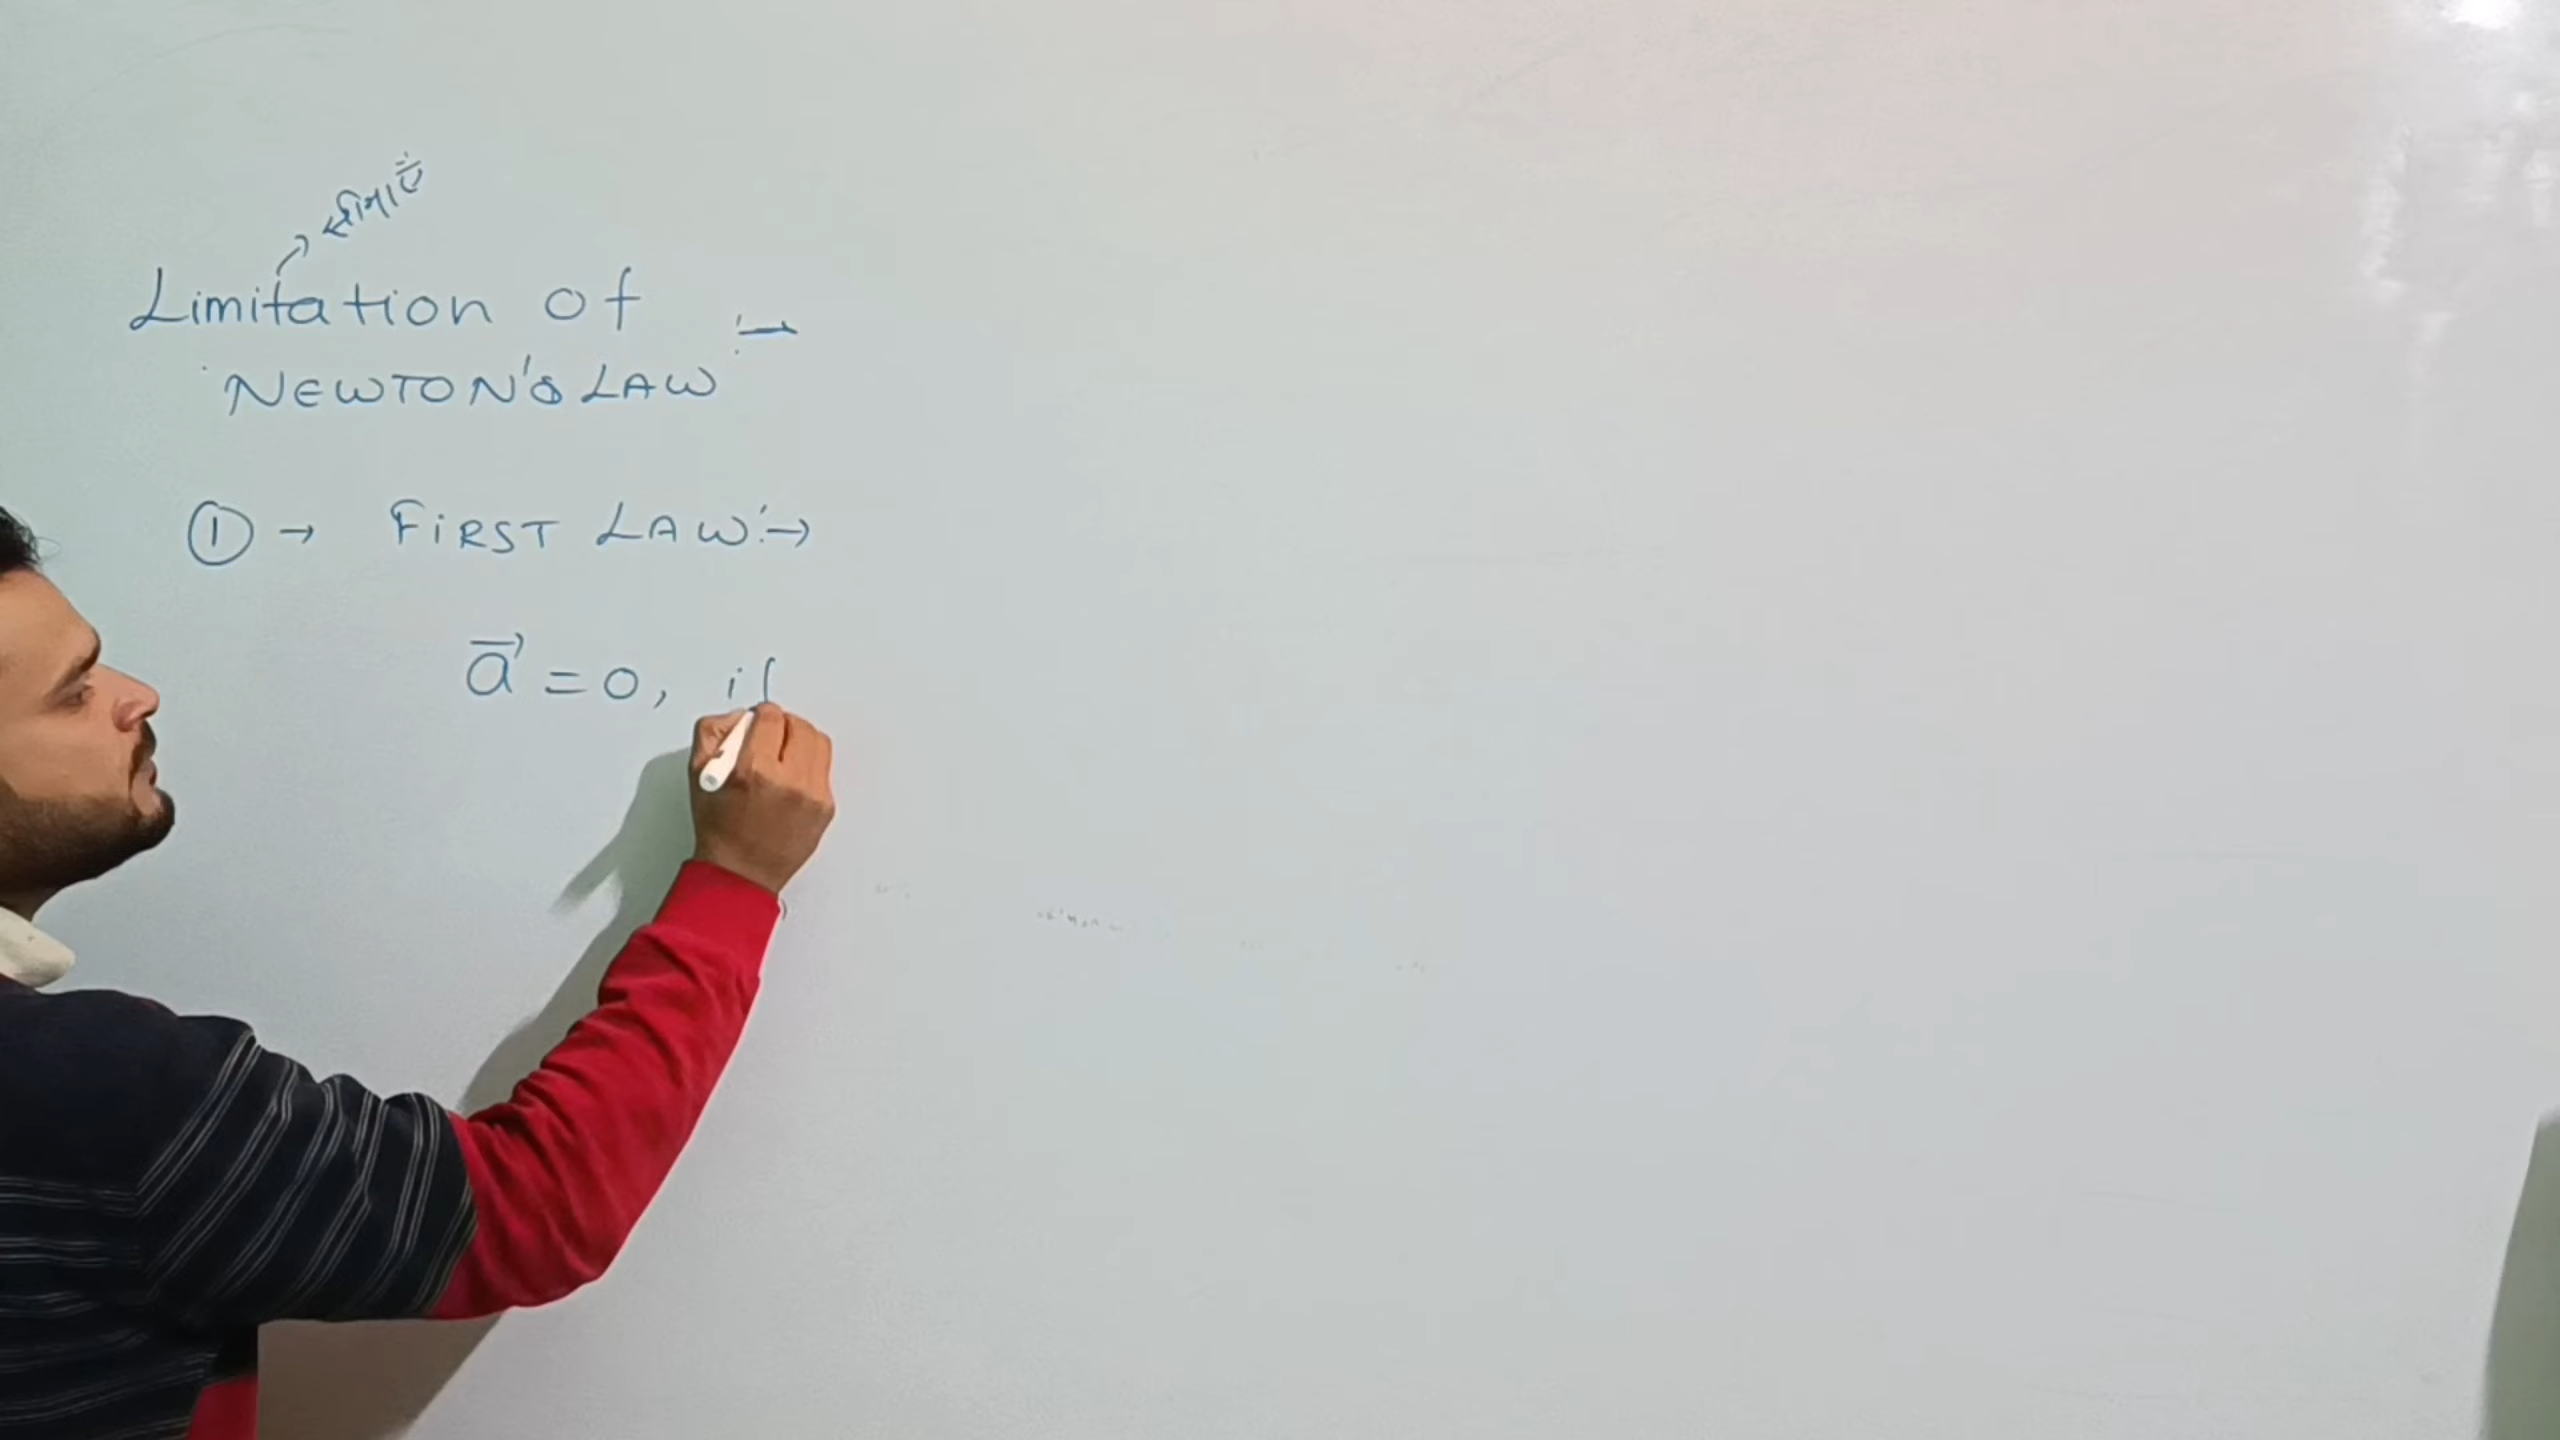 सीमायें
Limitation of :-
NEWTON'S LAW
① → FIRST LAW :→
a⃗ = 0, if